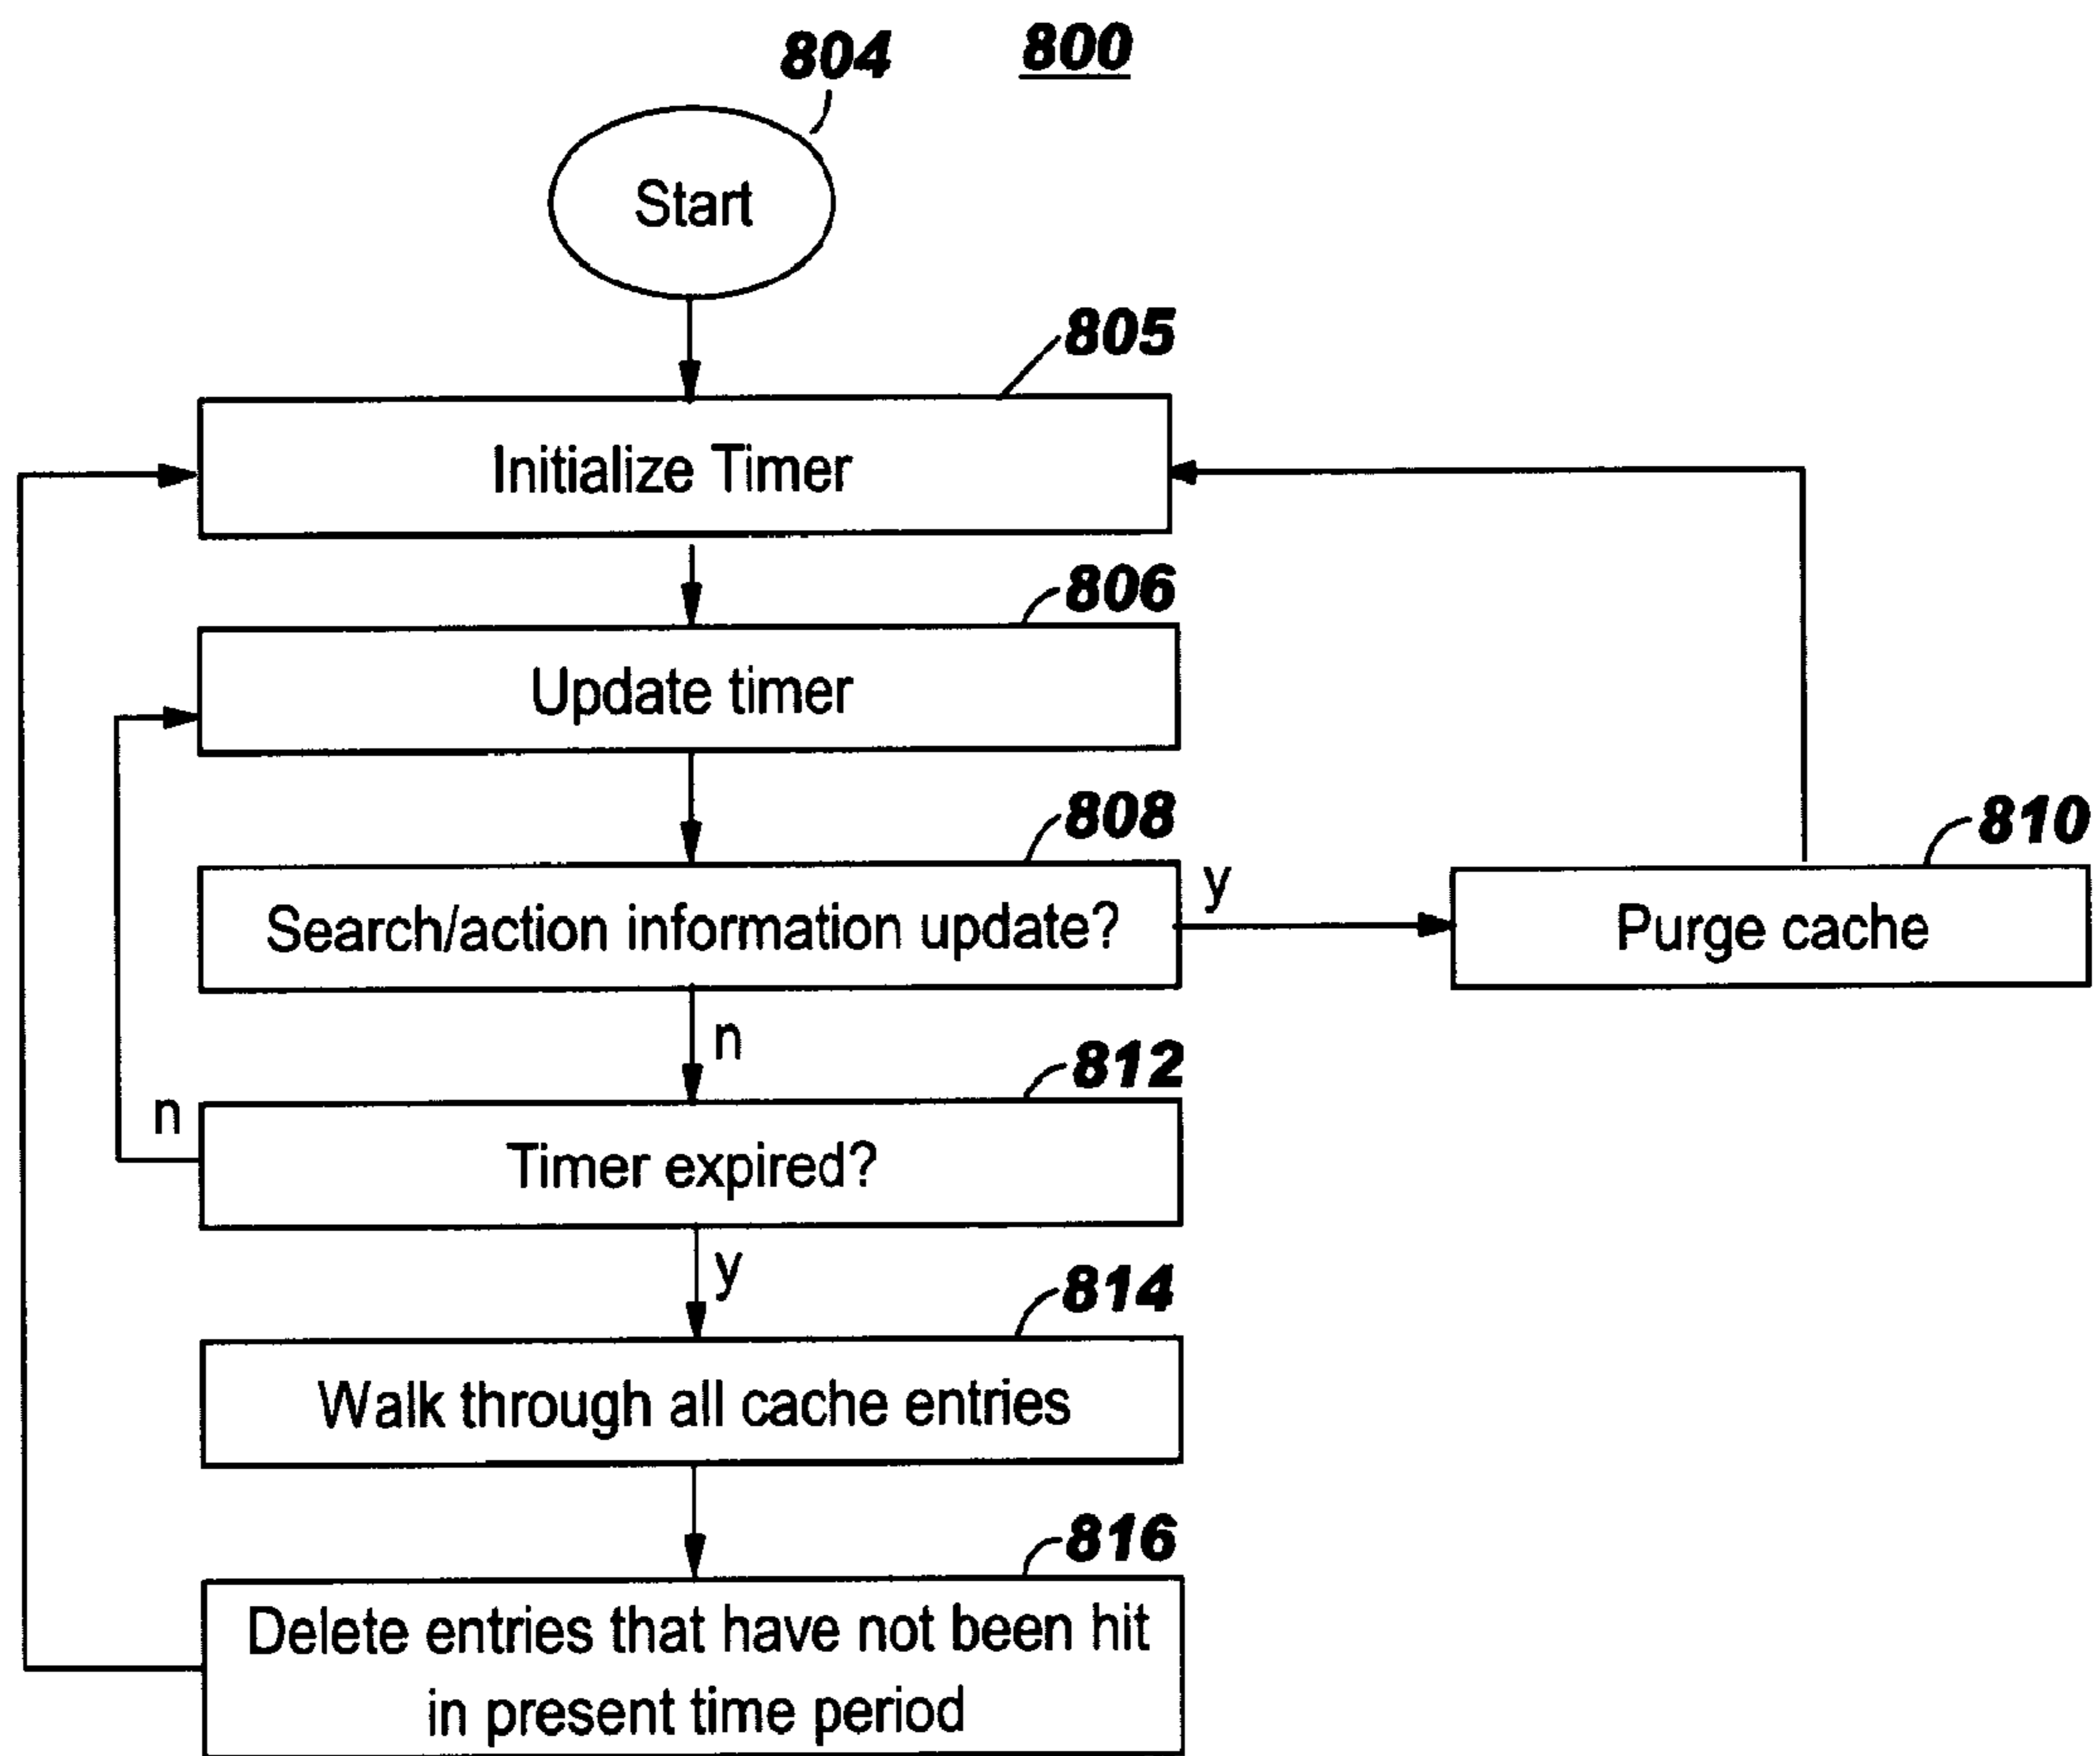 804
800
Start
805
Initialize Timer
806
Update timer
808
Search/action information update?
y
810
Purge cache
n
812
n
Timer expired?
y
814
Walk through all cache entries
816
Delete entries that have not been hit
in present time period